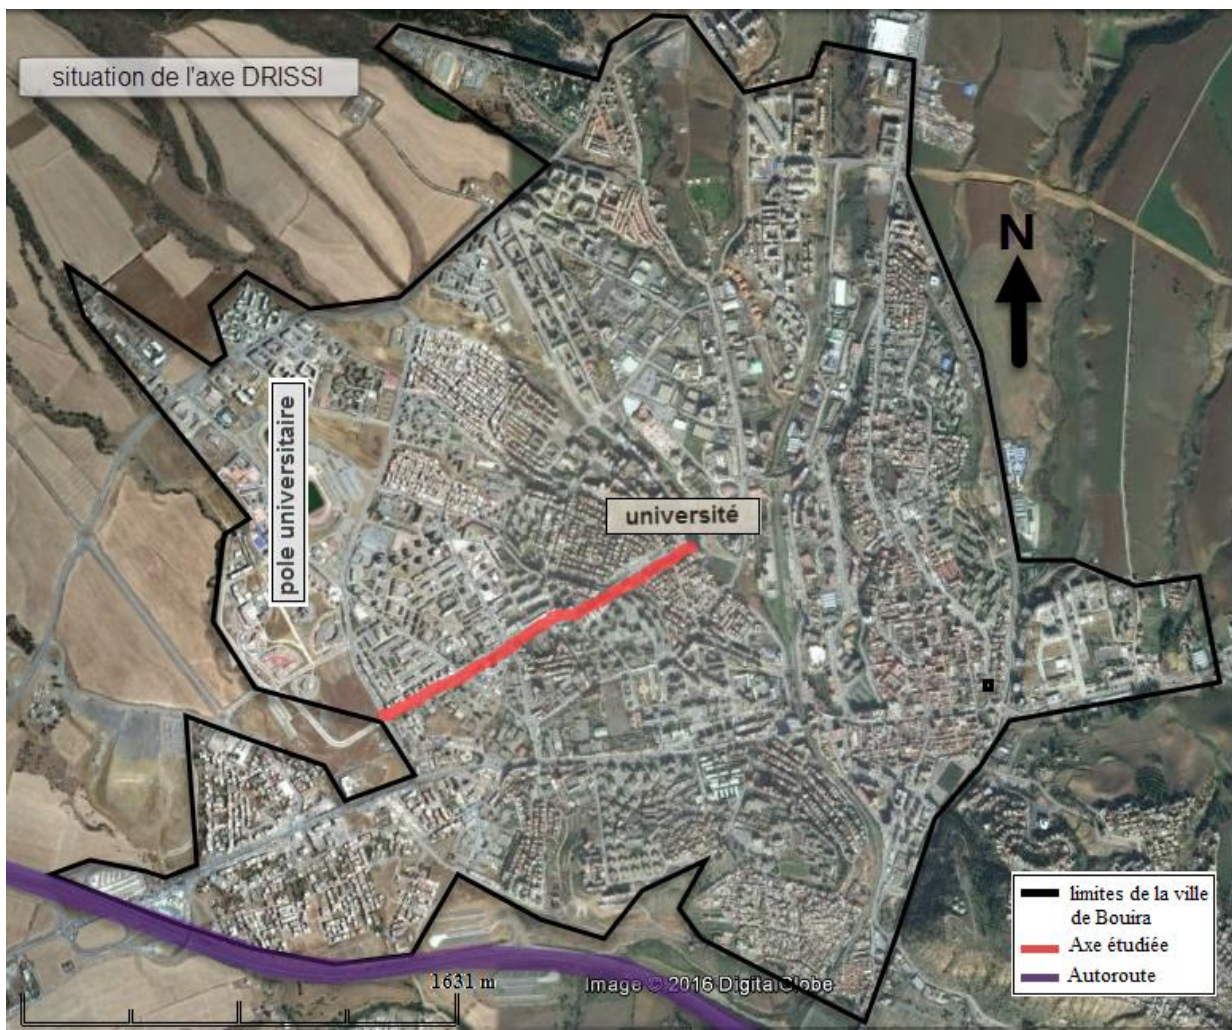 situation de l'axe DRISSI
N
pole universitaire
université
limites de la ville
de Bouira
Axe étudiée
Autoroute
1631 m
Image © 2016 DigitalGlobe